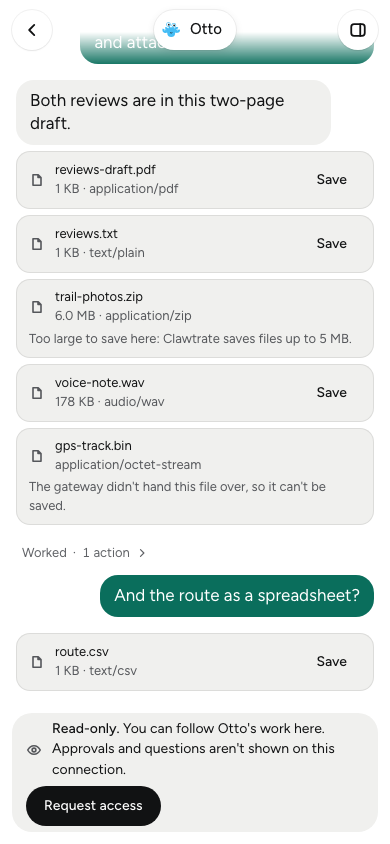 Otto
and attac
Both reviews are in this two-page
draft.
reviews-draft.pdf
1 KB · application/pdf
Save
reviews.txt
1 KB · text/plain
Save
trail-photos.zip
6.0 MB · application/zip
Too large to save here: Clawtrate saves files up to 5 MB.
voice-note.wav
178 KB · audio/wav
Save
gps-track.bin
application/octet-stream
The gateway didn't hand this file over, so it can't be
saved.
Worked · 1 action
And the route as a spreadsheet?
route.csv
1 KB · text/csv
Save
Read-only. You can follow Otto's work here.
Approvals and questions aren't shown on this
connection.
Request access